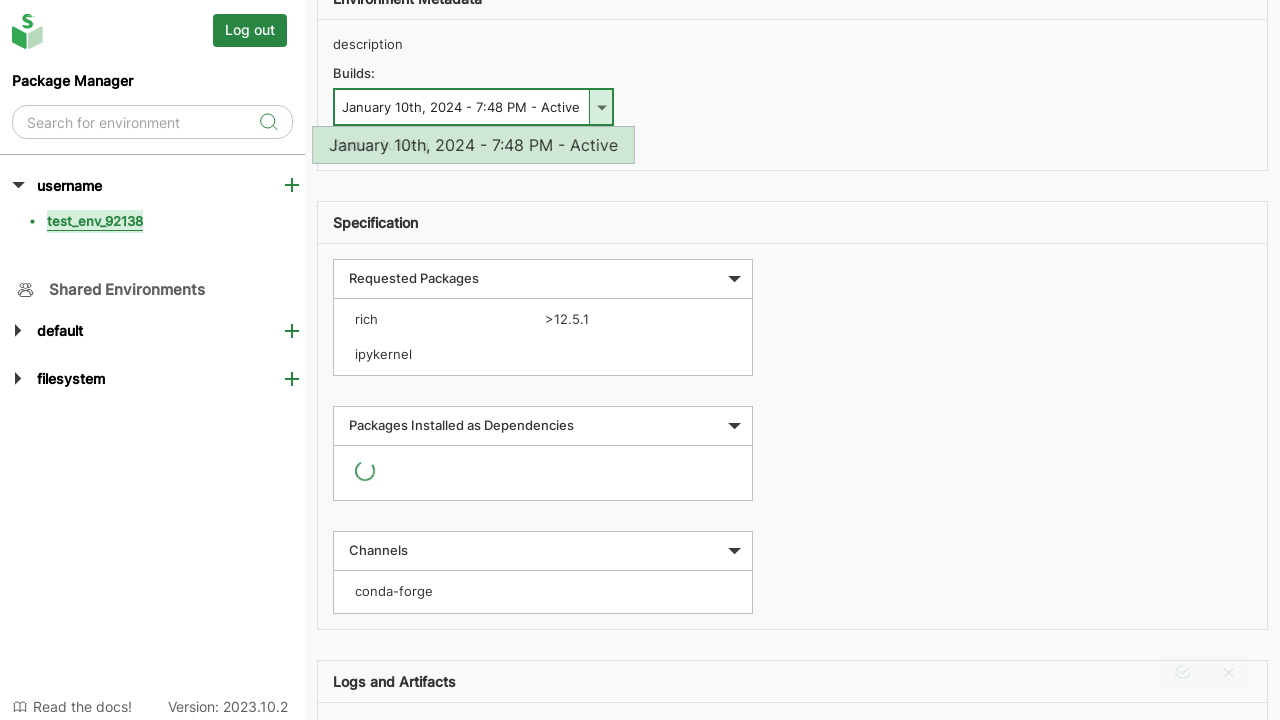 Log out
Package Manager
Search for environment
username
• test_env_92138
Shared Environments
default
filesystem
Read the docs!
Version: 2023.10.2
Environment Metadata
description
Builds:
January 10th, 2024 - 7:48 PM - Active
January 10th, 2024 - 7:48 PM - Active
Specification
Requested Packages
rich >12.5.1
ipykernel
Packages Installed as Dependencies
Channels
conda-forge
Logs and Artifacts